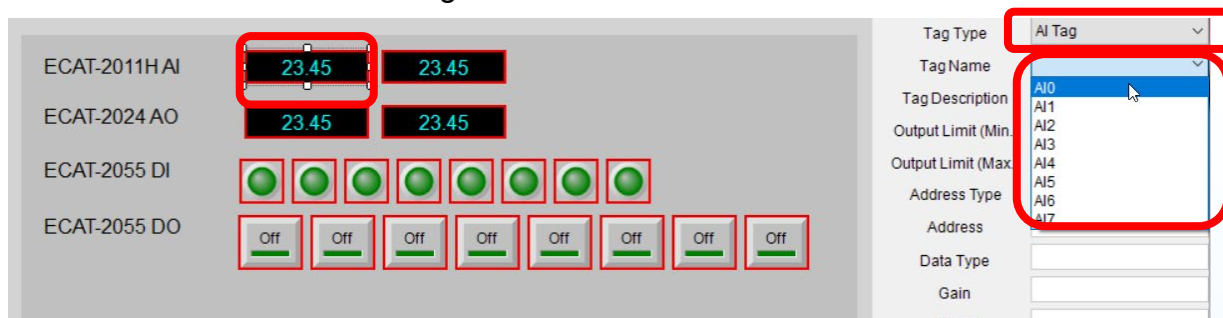 ECAT-2011H AI
23.45
23.45
ECAT-2024 AO
23.45
23.45
ECAT-2055 DI
ECAT-2055 DO
Off
Off
Off
Off
Off
Off
Off
Off
Tag Type
AI Tag
Tag Name
AI0
AI1
AI2
AI3
AI4
AI5
AI6
AI7
Tag Description
Output Limit (Min.
Output Limit (Max.
Address Type
Address
Data Type
Gain